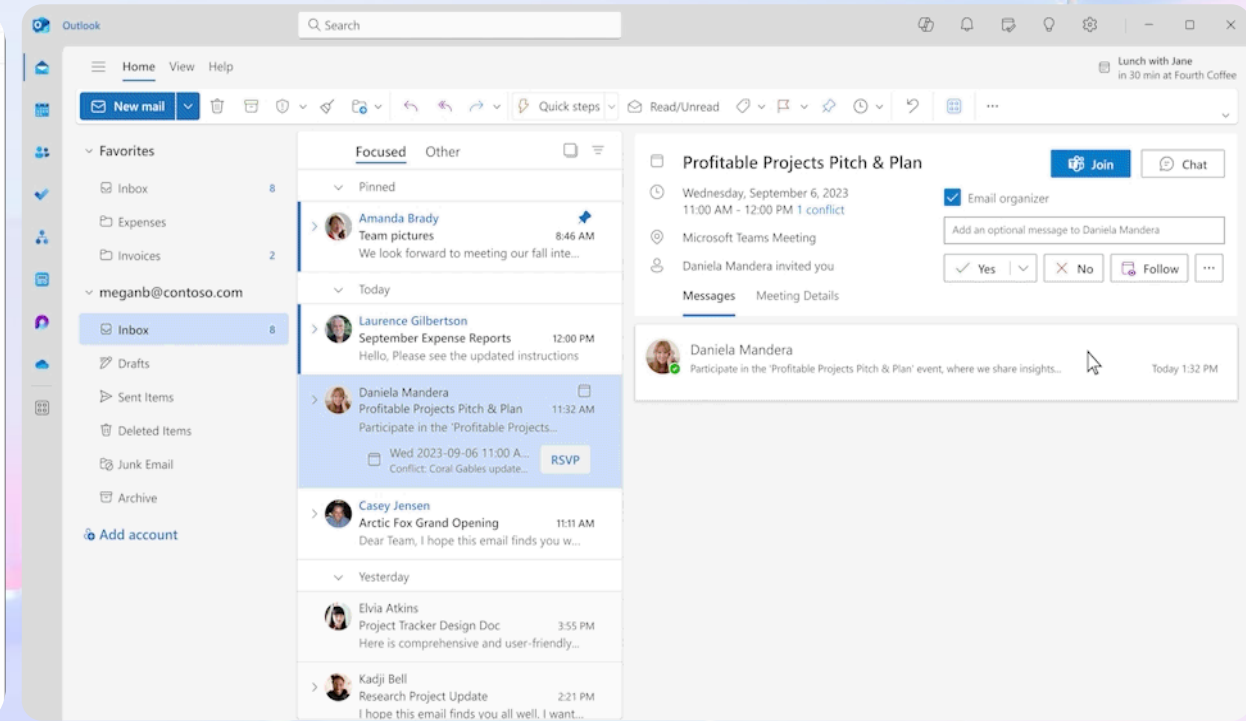 Outlook
Search
Home View Help
Lunch with Jane
in 30 min at Fourth Coffee
New mail
Quick steps
Read/Unread
Favorites
Inbox 8
Expenses
Invoices 2
meganb@contoso.com
Inbox 8
Drafts
Sent Items
Deleted Items
Junk Email
Archive
Add account
Focused Other
Pinned
Amanda Brady
Team pictures 8:46 AM
We look forward to meeting our fall inte...
Today
Laurence Gilbertson
September Expense Reports 12:00 PM
Hello, Please see the updated instructions
Daniela Mandera
Profitable Projects Pitch & Plan 11:32 AM
Participate in the 'Profitable Projects...
Wed 2023-09-06 11:00 A...
Conflict: Coral Gables update...
RSVP
Casey Jensen
Arctic Fox Grand Opening 11:11 AM
Dear Team, I hope this email finds you w...
Yesterday
Elvia Atkins
Project Tracker Design Doc 3:55 PM
Here is comprehensive and user-friendly...
Kadji Bell
Research Project Update 2:21 PM
I hope this email finds you all well. I want...
Profitable Projects Pitch & Plan
Join
Chat
Wednesday, September 6, 2023
11:00 AM - 12:00 PM 1 conflict
Microsoft Teams Meeting
Daniela Mandera invited you
Email organizer
Add an optional message to Daniela Mandera
Yes No Follow ...
Messages Meeting Details
Daniela Mandera
Participate in the 'Profitable Projects Pitch & Plan' event, where we share insights...
Today 1:32 PM